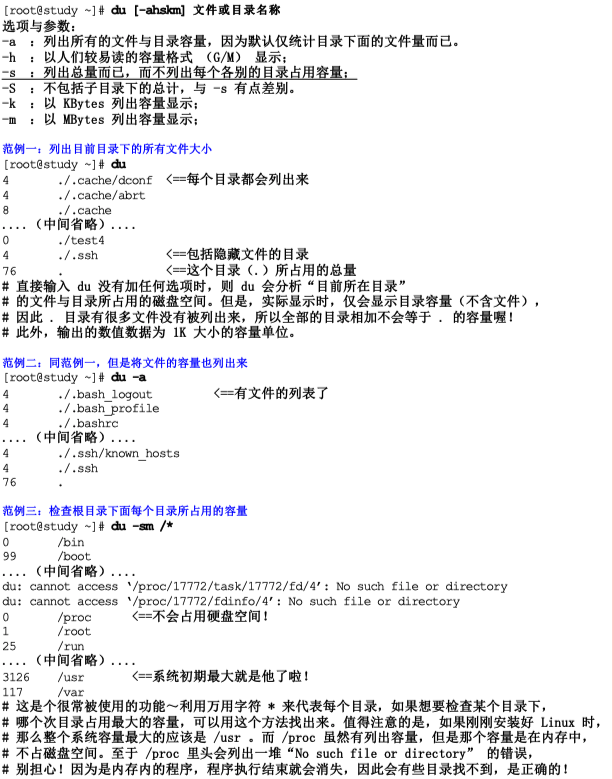 [root@study ~]# du [-ahskm] 文件或目录名称
选项与参数：
-a ：列出所有的文件与目录容量，因为默认仅统计目录下面的文件量而已。
-h ：以人们较易读的容量格式 （G/M） 显示；
-s ：列出总量而已，而不列出每个各别的目录占用容量；
-S ：不包括子目录下的总计，与 -s 有点差别。
-k ：以 KBytes 列出容量显示；
-m ：以 MBytes 列出容量显示；
范例一：列出目前目录下的所有文件大小
[root@study ~]# du
4 ./.cache/dconf <==每个目录都会列出来
4 ./.cache/abrt
8 ./.cache
....（中间省略）....
0 ./test4
4 ./.ssh <==包括隐藏文件的目录
76 . <==这个目录（.）所占用的总量
# 直接输入 du 没有加任何选项时，则 du 会分析“目前所在目录”
# 的文件与目录所占用的磁盘空间。但是，实际显示时，仅会显示目录容量（不含文件），
# 因此 . 目录有很多文件没有被列出来，所以全部的目录相加不会等于 . 的容量喔！
# 此外，输出的数值数据为 1K 大小的容量单位。
范例二：同范例一，但是将文件的容量也列出来
[root@study ~]# du -a
4 ./.bash_logout <==有文件的列表了
4 ./.bash_profile
4 ./.bashrc
....（中间省略）....
4 ./.ssh/known_hosts
4 ./.ssh
76 .
范例三：检查根目录下面每个目录所占用的容量
[root@study ~]# du -sm /*
0 /bin
99 /boot
....（中间省略）....
du: cannot access ‘/proc/17772/task/17772/fd/4’: No such file or directory
du: cannot access ‘/proc/17772/fdinfo/4’: No such file or directory
0 /proc <==不会占用硬盘空间！
1 /root
25 /run
....（中间省略）....
3126 /usr <==系统初期最大就是他了啦！
117 /var
# 这是个很常被使用的功能～利用万用字符 * 来代表每个目录，如果想要检查某个目录下，
# 哪个次目录占用最大的容量，可以用这个方法找出来。值得注意的是，如果刚刚安装好 Linux 时，
# 那么整个系统容量最大的应该是 /usr 。而 /proc 虽然有列出容量，但是那个容量是在内存中，
# 不占磁盘空间。至于 /proc 里头会列出一堆“No such file or directory” 的错误，
# 别担心！因为是内存内的程序，程序执行结束就会消失，因此会有些目录找不到，是正确的！